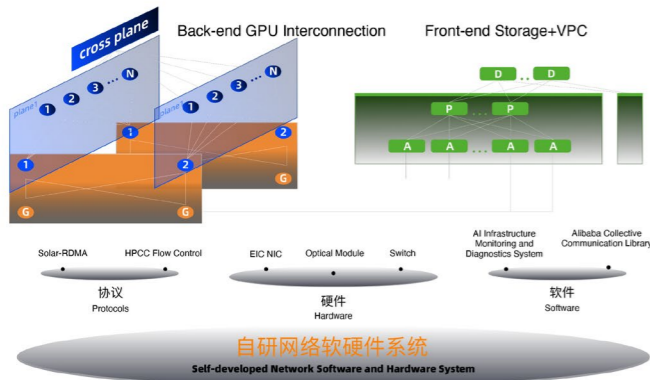 cross plane
Back-end GPU Interconnection
Front-end Storage+VPC
plane1
1 2 3 ... N
plane1
1 2 3 ... N
D .. D
P ... P
A A ... A A
1 2
1 2
G
G G
Solar-RDMA
HPCC Flow Control
EIC NIC
Optical Module
Switch
AI Infrastructure
Monitoring and
Diagnostics System
Alibaba Collective
Communication Library
协议
Protocols
硬件
Hardware
软件
Software
自研网络软硬件系统
Self-developed Network Software and Hardware System